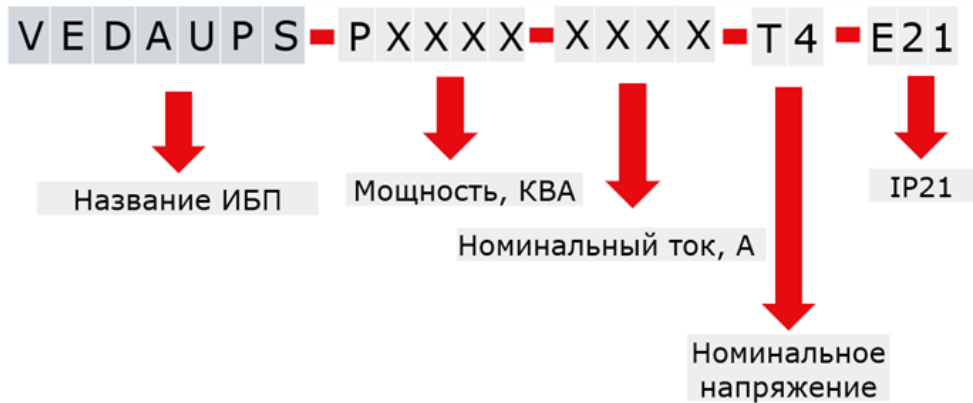 VEDAUPS-PXXXX-XXXX-T4-E21
Название ИБП
Мощность, КВА
IP21
Номинальный ток, А
Номинальное
напряжение